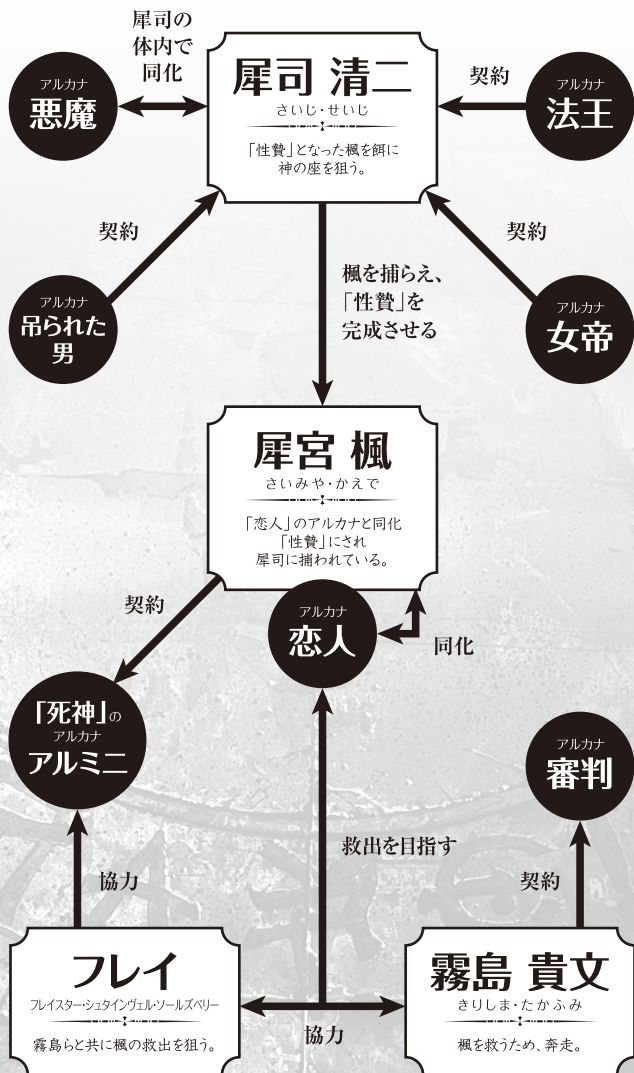 犀司の
体内で
同化
アルカナ
悪魔
犀司 清二
さいじ・せいじ
「性贄」となった楓を餌に
神の座を狙う。
契約
アルカナ
法王
契約
アルカナ
吊られた
男
契約
アルカナ
女帝
楓を捕らえ、
「性贄」を
完成させる
犀宮 楓
さいみや・かえで
「恋人」のアルカナと同化
「性贄」にされ
犀司に捕われている。
アルカナ
恋人
同化
契約
「死神」の
アルカナ
アルミニ
アルカナ
審判
救出を目指す
協力
契約
フレイ
フレイスター・シュタインヴェル・ソールズベリー
霧島らと共に楓の救出を狙う。
協力
霧島 貴文
きりしま・たかふみ
楓を救うため、奔走。